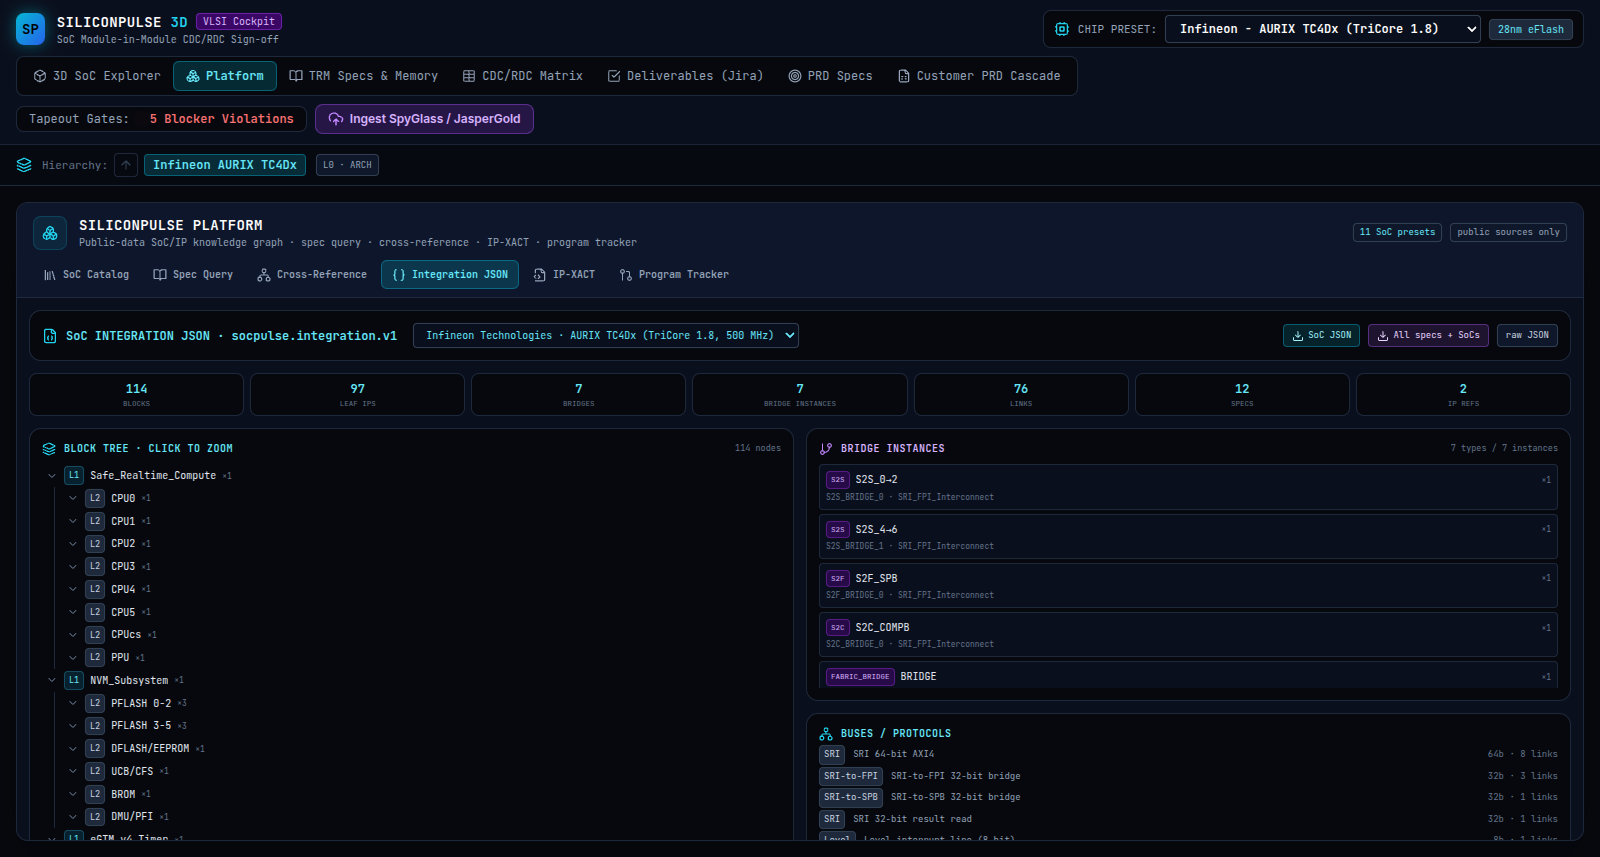 SP
SILICONPULSE 3D VLSI Cockpit
SoC Module-in-Module CDC/RDC Sign-off
CHIP PRESET: Infineon - AURIX TC4Dx (TriCore 1.8) 28nm eFlash
3D SoC Explorer Platform TRM Specs & Memory CDC/RDC Matrix Deliverables (Jira) PRD Specs Customer PRD Cascade
Tapeout Gates: 5 Blocker Violations Ingest SpyGlass / JasperGold
Hierarchy: Infineon AURIX TC4Dx L0 · ARCH
SILICONPULSE PLATFORM
Public-data SoC/IP knowledge graph · spec query · cross-reference · IP-XACT · program tracker
11 SoC presets public sources only
SoC Catalog Spec Query Cross-Reference Integration JSON IP-XACT Program Tracker
SoC INTEGRATION JSON · socpulse.integration.v1 Infineon Technologies · AURIX TC4Dx (TriCore 1.8, 500 MHz) SoC JSON All specs + SoCs raw JSON
114 97 7 7 76 12 2
BLOCKS LEAF IPS BRIDGES BRIDGE INSTANCES LINKS SPECS IP REFS
BLOCK TREE · CLICK TO ZOOM 114 nodes
L1 Safe_Realtime_Compute ×1
L2 CPU0 ×1
L2 CPU1 ×1
L2 CPU2 ×1
L2 CPU3 ×1
L2 CPU4 ×1
L2 CPU5 ×1
L2 CPUcs ×1
L2 PPU ×1
L1 NVM_Subsystem ×1
L2 PFLASH 0-2 ×3
L2 PFLASH 3-5 ×3
L2 DFLASH/EEPROM ×1
L2 UCB/CFS ×1
L2 BROM ×1
L2 DMU/PFI ×1
L1 eGTM_v4_Timer ×1
BRIDGE INSTANCES 7 types / 7 instances
S2S S2S_0→2 ×1
S2S_BRIDGE_0 · SRI_FPI_Interconnect
S2S S2S_4→6 ×1
S2S_BRIDGE_1 · SRI_FPI_Interconnect
S2F S2F_SPB ×1
S2F_BRIDGE_0 · SRI_FPI_Interconnect
S2C S2C_COMPB ×1
S2C_BRIDGE_0 · SRI_FPI_Interconnect
FABRIC_BRIDGE BRIDGE ×1
BUSES / PROTOCOLS
SRI SRI 64-bit AXI4 64b · 8 links
SRI-to-FPI SRI-to-FPI 32-bit bridge 32b · 3 links
SRI-to-SPB SRI-to-SPB 32-bit bridge 32b · 1 links
SRI SRI 32-bit result read 32b · 1 links
Level Level interrupt line (8-bit) 8b · 1 links